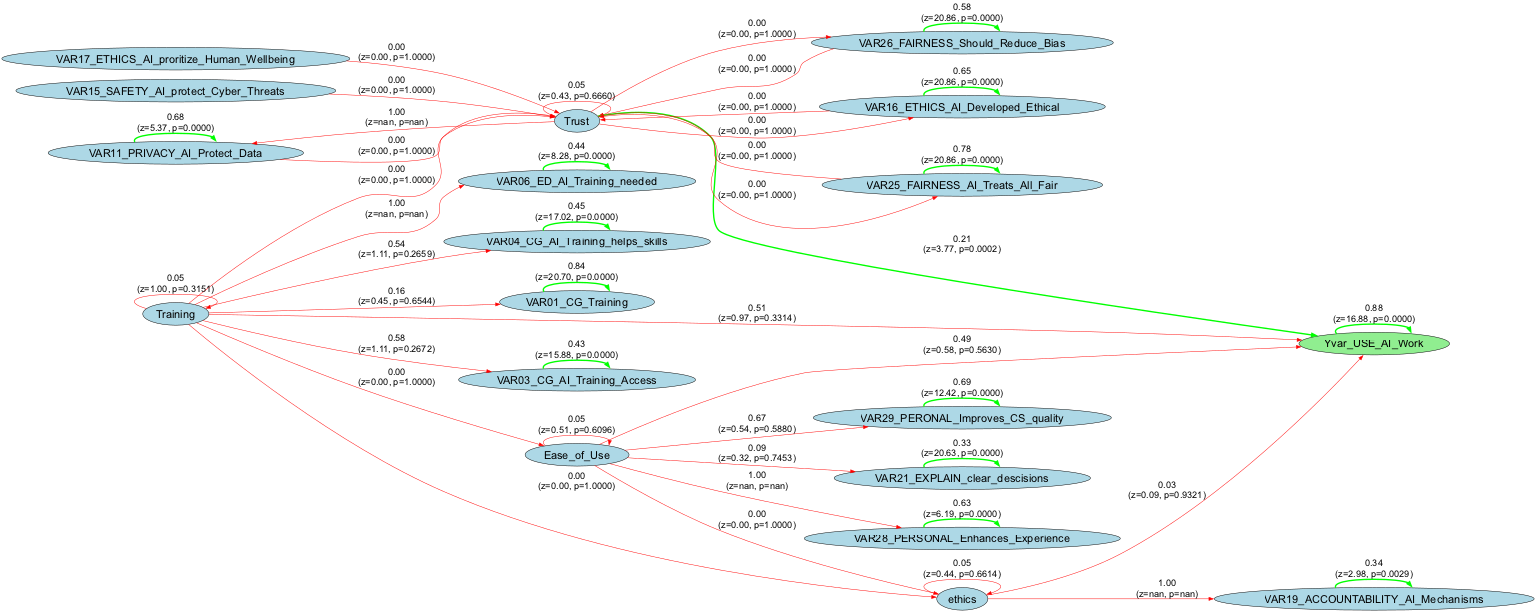 0.58
(z=20.86, p=0.0000)
VAR26_FAIRNESS_Should_Reduce_Bias
0.00
(z=0.00, p=1.0000)
0.00
(z=0.00, p=1.0000)
VAR17_ETHICS_AI_proritize_Human_Wellbeing
0.00
(z=0.00, p=1.0000)
VAR15_SAFETY_AI_protect_Cyber_Threats
0.00
(z=0.00, p=1.0000)
0.05
(z=0.43, p=0.6660)
Trust
0.65
(z=20.86, p=0.0000)
VAR16_ETHICS_AI_Developed_Ethical
0.00
(z=0.00, p=1.0000)
0.00
(z=0.00, p=1.0000)
0.68
(z=5.37, p=0.0000)
VAR11_PRIVACY_AI_Protect_Data
1.00
(z=nan, p=nan)
0.00
(z=0.00, p=1.0000)
0.00
(z=0.00, p=1.0000)
0.44
(z=8.28, p=0.0000)
VAR06_ED_AI_Training_needed
0.00
(z=0.00, p=1.0000)
0.78
(z=20.86, p=0.0000)
VAR25_FAIRNESS_AI_Treats_All_Fair
0.00
(z=0.00, p=1.0000)
1.00
(z=nan, p=nan)
0.45
(z=17.02, p=0.0000)
VAR04_CG_AI_Training_helps_skills
0.54
(z=1.11, p=0.2659)
0.21
(z=3.77, p=0.0002)
0.05
(z=1.00, p=0.3151)
Training
0.16
(z=0.45, p=0.6544)
0.84
(z=20.70, p=0.0000)
VAR01_CG_Training
0.51
(z=0.97, p=0.3314)
0.88
(z=16.88, p=0.0000)
Yvar_USE_AI_Work
0.58
(z=1.11, p=0.2672)
0.43
(z=15.88, p=0.0000)
VAR03_CG_AI_Training_Access
0.49
(z=0.58, p=0.5630)
0.00
(z=0.00, p=1.0000)
0.69
(z=12.42, p=0.0000)
VAR29_PERONAL_Improves_CS_quality
0.05
(z=0.51, p=0.6096)
Ease_of_Use
0.67
(z=0.54, p=0.5880)
0.09
(z=0.32, p=0.7453)
0.33
(z=20.63, p=0.0000)
VAR21_EXPLAIN_clear_descisions
0.00
(z=0.00, p=1.0000)
1.00
(z=nan, p=nan)
0.63
(z=6.19, p=0.0000)
VAR28_PERSONAL_Enhances_Experience
0.03
(z=0.09, p=0.9321)
0.00
(z=0.00, p=1.0000)
0.05
(z=0.44, p=0.6614)
ethics
1.00
(z=nan, p=nan)
0.34
(z=2.98, p=0.0029)
VAR19_ACCOUNTABILITY_AI_Mechanisms